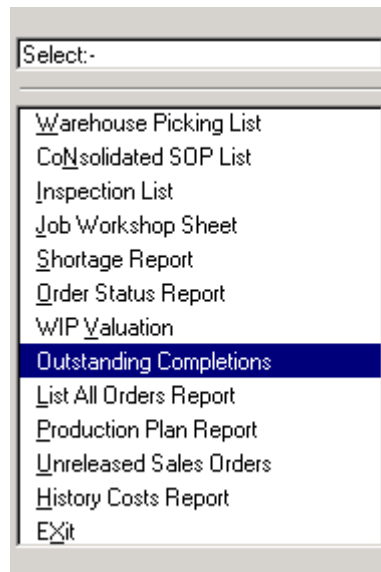 Select:-
Warehouse Picking List
CoNsolidated SOP List
Inspection List
Job Workshop Sheet
Shortage Report
Order Status Report
WIP Valuation
Outstanding Completions
List All Orders Report
Production Plan Report
Unreleased Sales Orders
History Costs Report
EXit